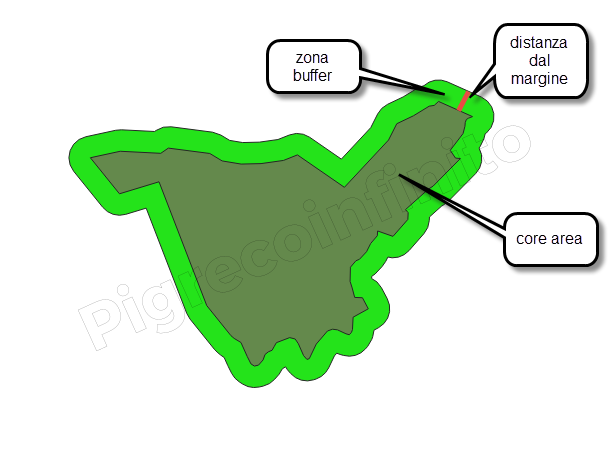 zona
buffer
distanza
dal
margine
core area
Pigrecoinfinito